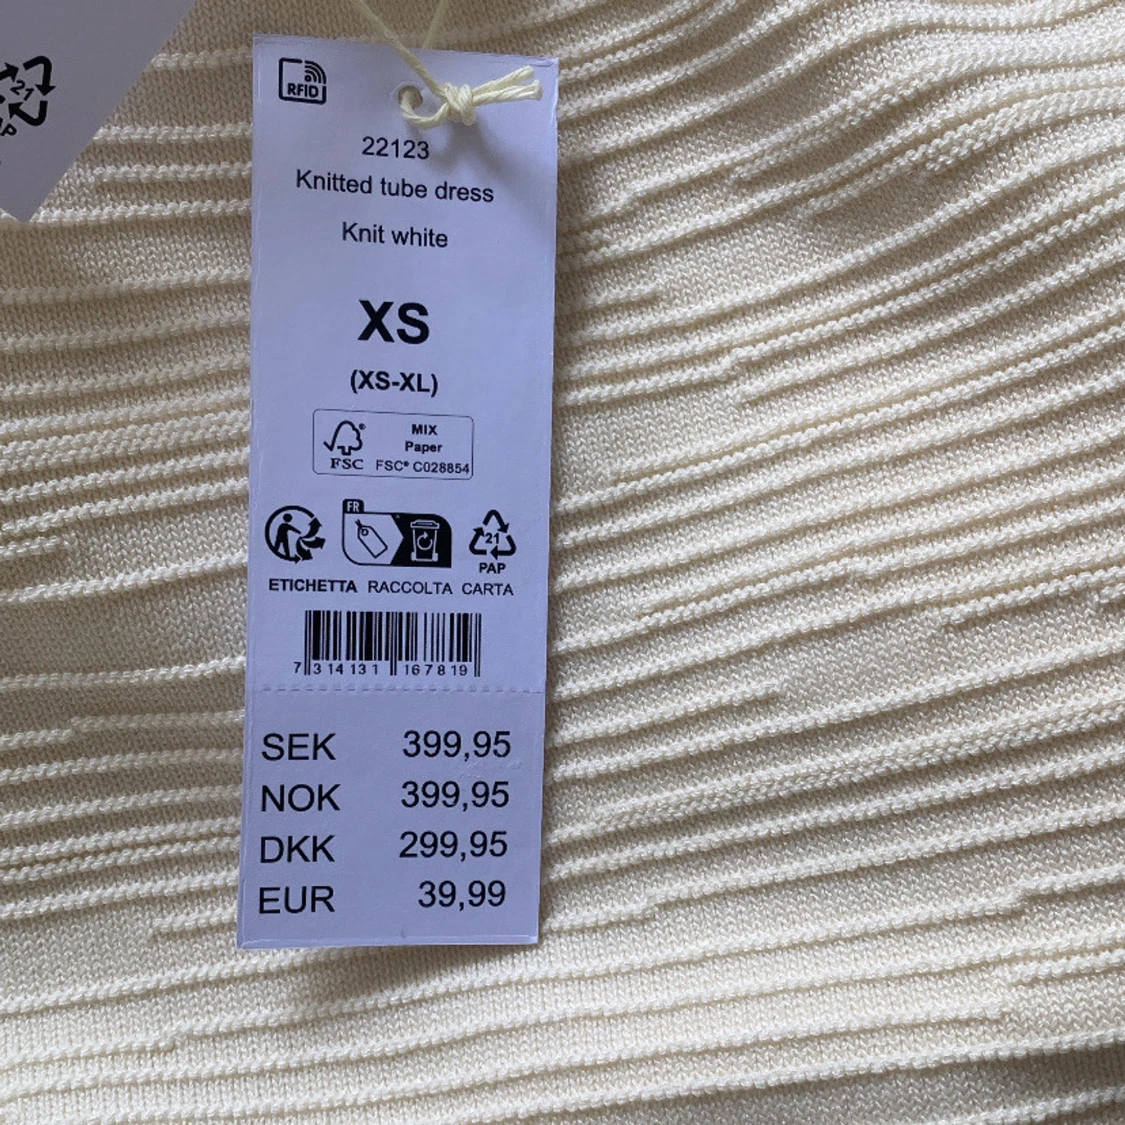 21
RFID
22123
Knitted tube dress
Knit white
XS
(XS-XL)
FSC
MIX
Paper
FSC® C028854
FR
21
PAP
ETICHETTA RACCOLTA CARTA
7 314131 167819
SEK 399,95
NOK 399,95
DKK 299,95
EUR 39,99